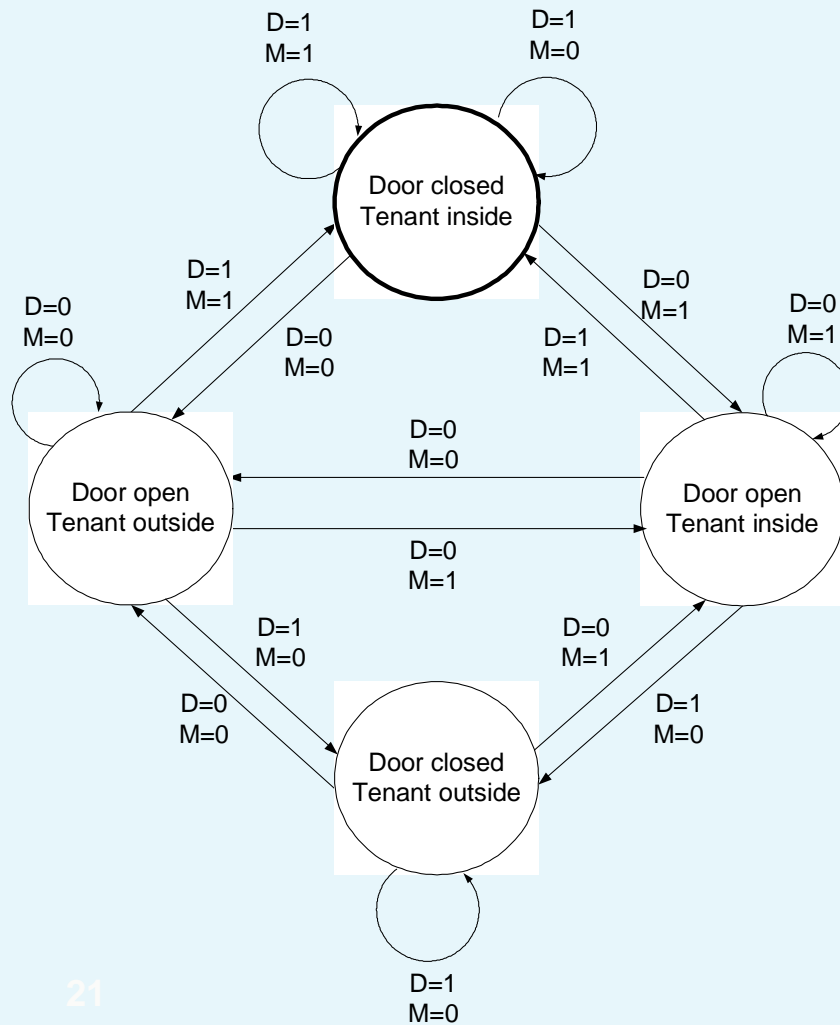 D=1
M=1
D=1
M=0
Door closed
Tenant inside
D=1
M=1
D=0
M=0
D=0
M=1
D=1
M=1
D=0
M=0
D=0
M=1
D=0
M=0
Door open
Tenant outside
Door open
Tenant inside
D=0
M=1
D=1
M=0
D=0
M=1
D=0
M=0
D=1
M=0
Door closed
Tenant outside
D=1
M=0
21